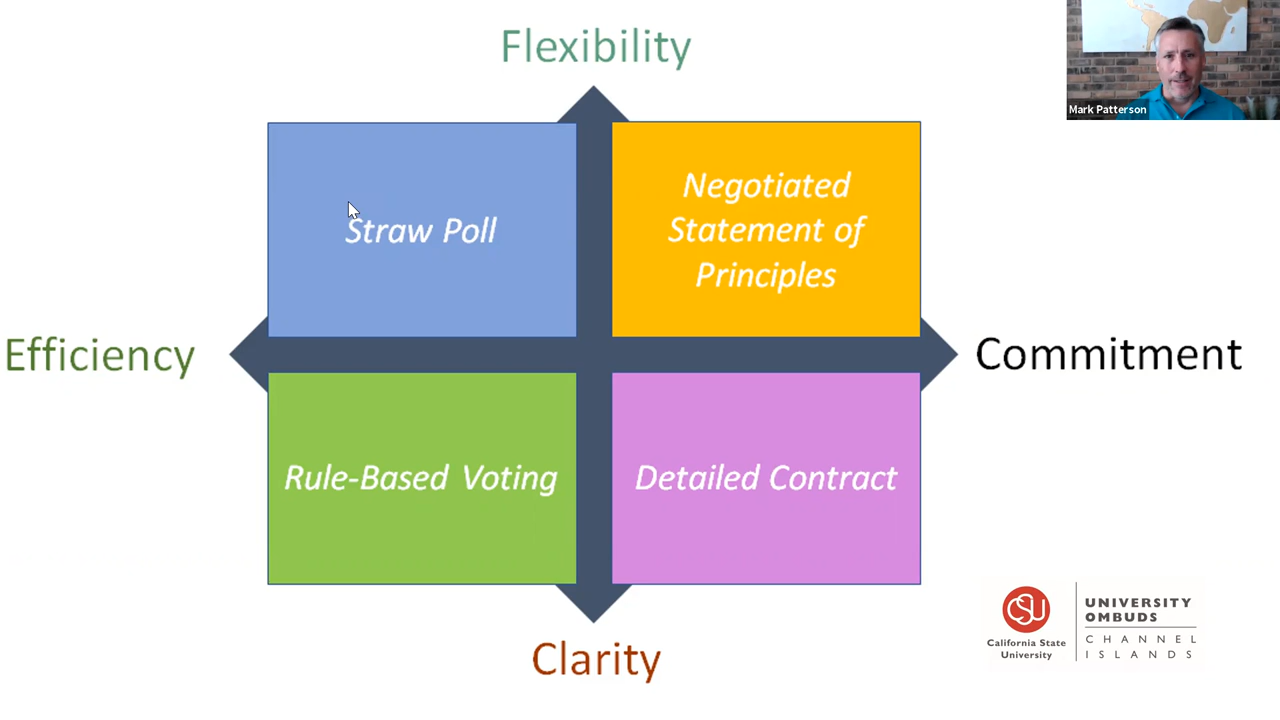 Flexibility
Mark Patterson
Straw Poll
Negotiated
Statement of
Principles
Efficiency
Commitment
Rule-Based Voting
Detailed Contract
Clarity
CSU
California State
University
UNIVERSITY
OMBUDS
CHANNEL
ISLANDS